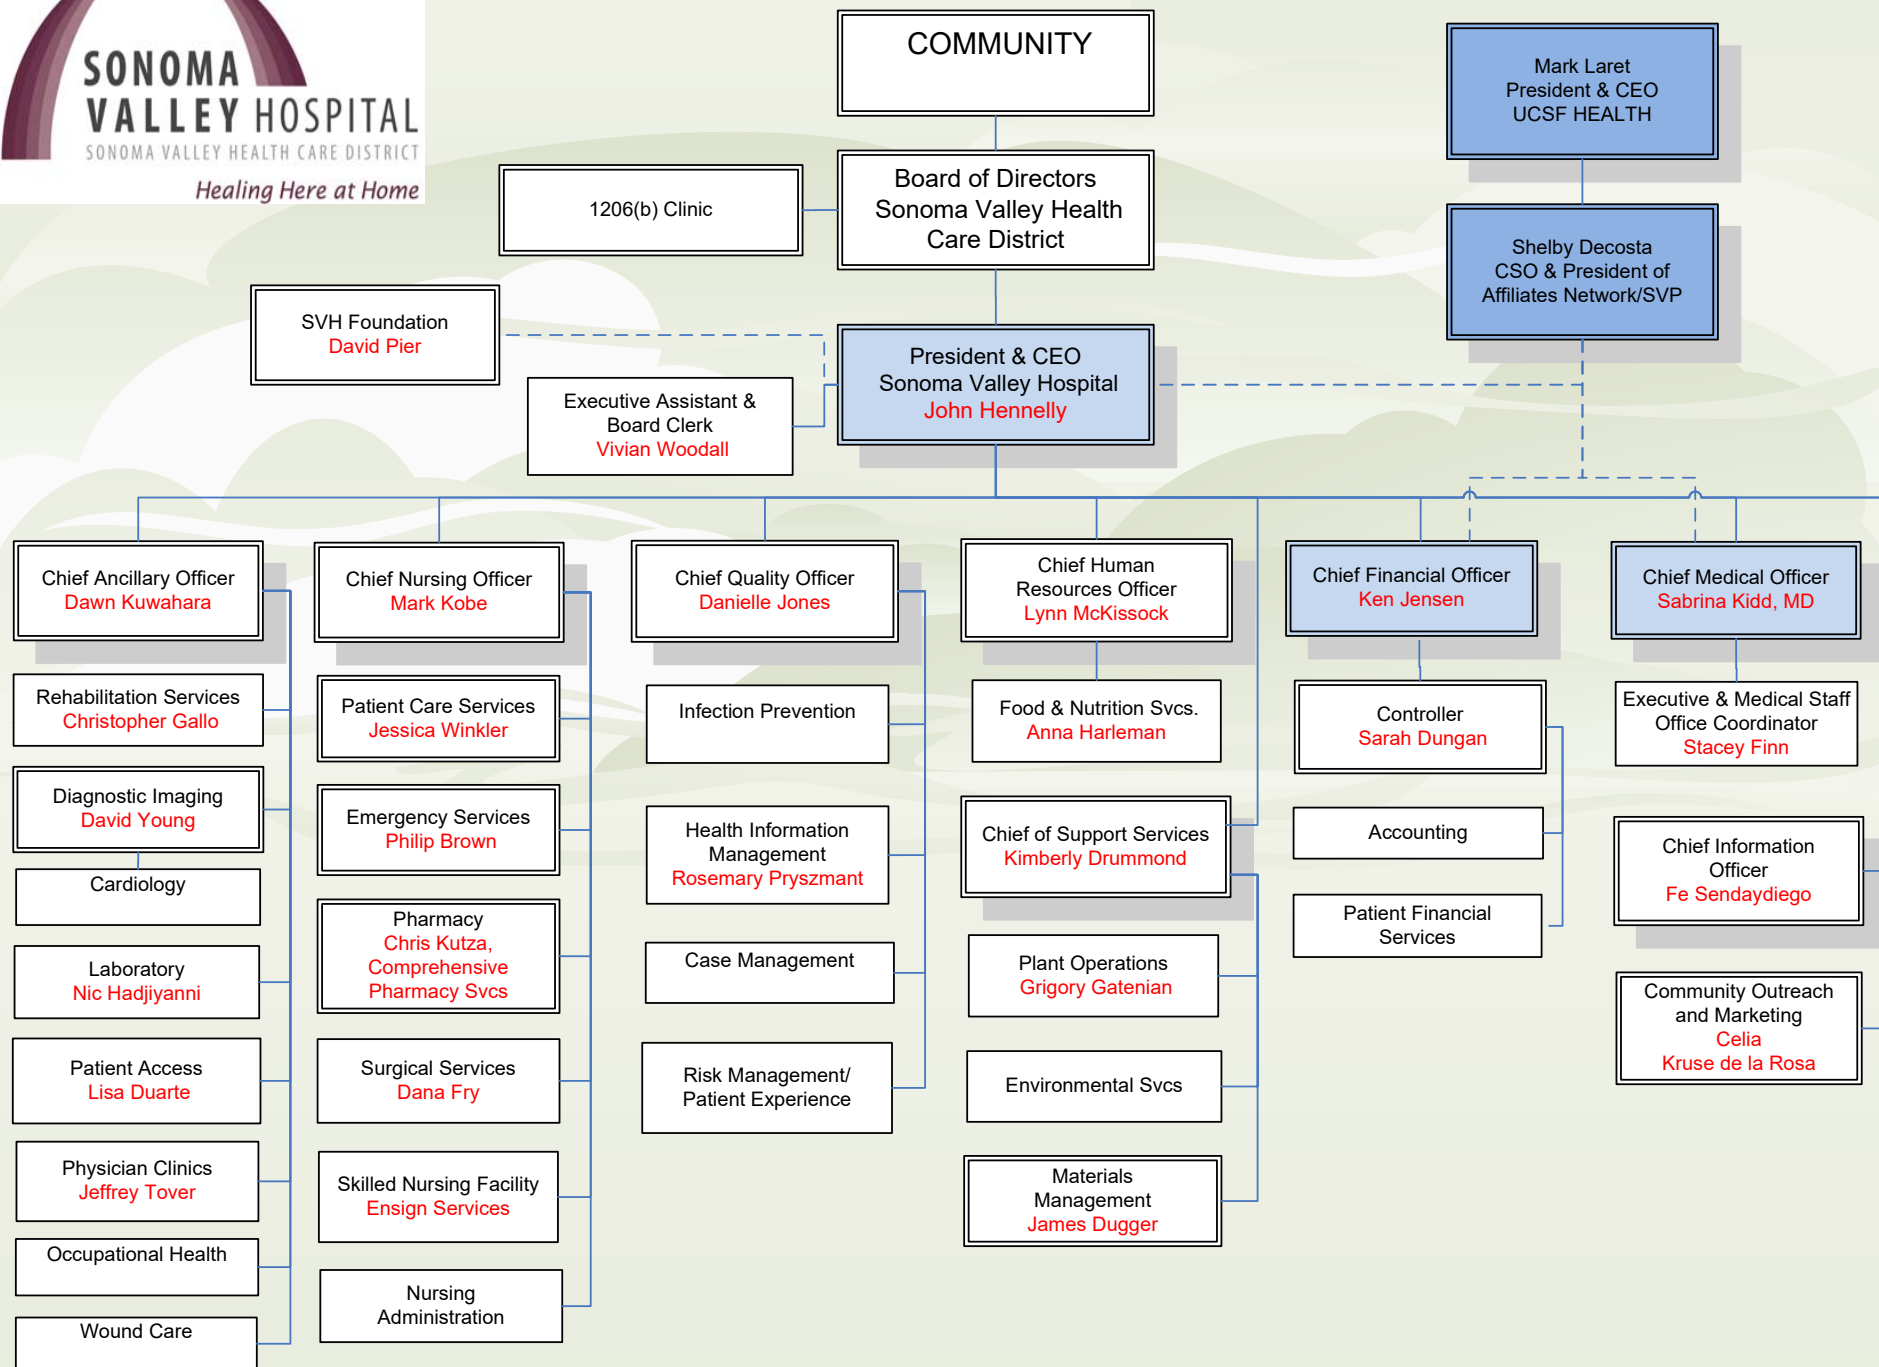 SONOMA
VALLEY HOSPITAL
SONOMA VALLEY HEALTH CARE DISTRICT
Healing Here at Home
COMMUNITY
Mark Laret
President & CEO
UCSF HEALTH
1206(b) Clinic
Board of Directors
Sonoma Valley Health
Care District
Shelby Decosta
CSO & President of
Affiliates Network/SVP
SVH Foundation
David Pier
President & CEO
Sonoma Valley Hospital
John Hennelly
Executive Assistant &
Board Clerk
Vivian Woodall
Chief Ancillary Officer
Dawn Kuwahara
Rehabilitation Services
Christopher Gallo
Diagnostic Imaging
David Young
Cardiology
Laboratory
Nic Hadjiyanni
Patient Access
Lisa Duarte
Physician Clinics
Jeffrey Tover
Occupational Health
Wound Care
Chief Nursing Officer
Mark Kobe
Patient Care Services
Jessica Winkler
Emergency Services
Philip Brown
Pharmacy
Chris Kutza,
Comprehensive
Pharmacy Svcs
Surgical Services
Dana Fry
Skilled Nursing Facility
Ensign Services
Nursing
Administration
Chief Quality Officer
Danielle Jones
Infection Prevention
Health Information
Management
Rosemary Pryszmant
Case Management
Risk Management/
Patient Experience
Chief Human
Resources Officer
Lynn McKissock
Food & Nutrition Svcs.
Anna Harleman
Chief of Support Services
Kimberly Drummond
Plant Operations
Grigory Gatenian
Environmental Svcs
Materials
Management
James Dugger
Chief Financial Officer
Ken Jensen
Controller
Sarah Dungan
Accounting
Patient Financial
Services
Chief Medical Officer
Sabrina Kidd, MD
Executive & Medical Staff
Office Coordinator
Stacey Finn
Chief Information
Officer
Fe Sendaydiego
Community Outreach
and Marketing
Celia
Kruse de la Rosa